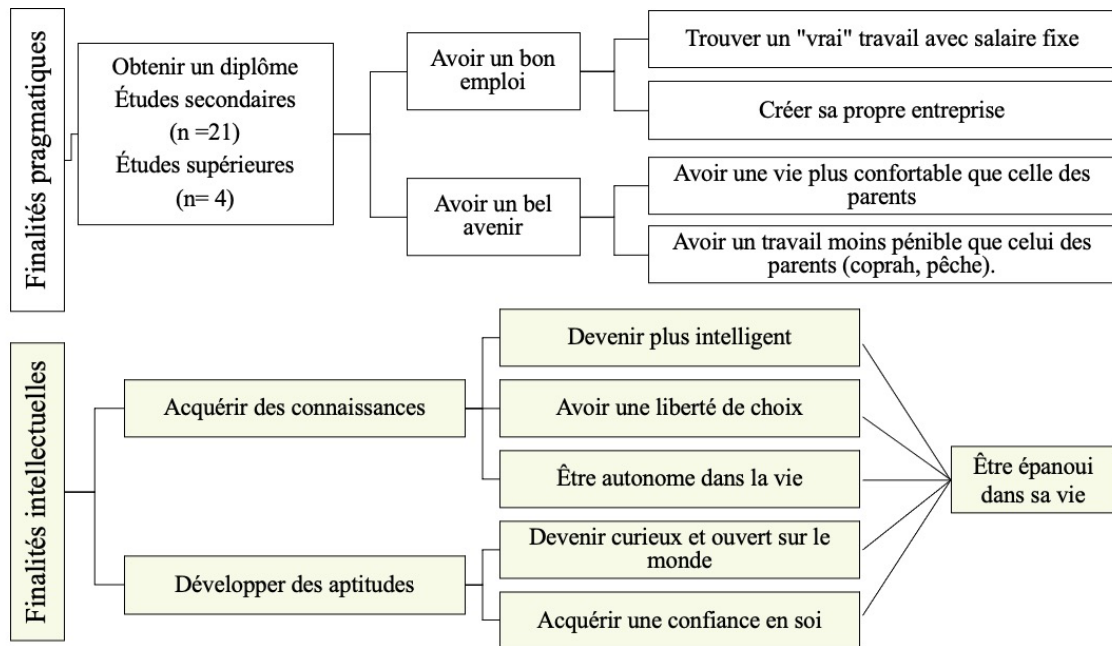 Finalités pragmatiques
Obtenir un diplôme
Études secondaires
(n =21)
Études supérieures
(n= 4)
Avoir un bon
emploi
Trouver un "vrai" travail avec salaire fixe
Créer sa propre entreprise
Avoir un bel
avenir
Avoir une vie plus confortable que celle des
parents
Avoir un travail moins pénible que celui des
parents (coprah, pêche).
Finalités intellectuelles
Acquérir des connaissances
Devenir plus intelligent
Avoir une liberté de choix
Être autonome dans la vie
Développer des aptitudes
Devenir curieux et ouvert sur le
monde
Acquérir une confiance en soi
Être épanoui
dans sa vie